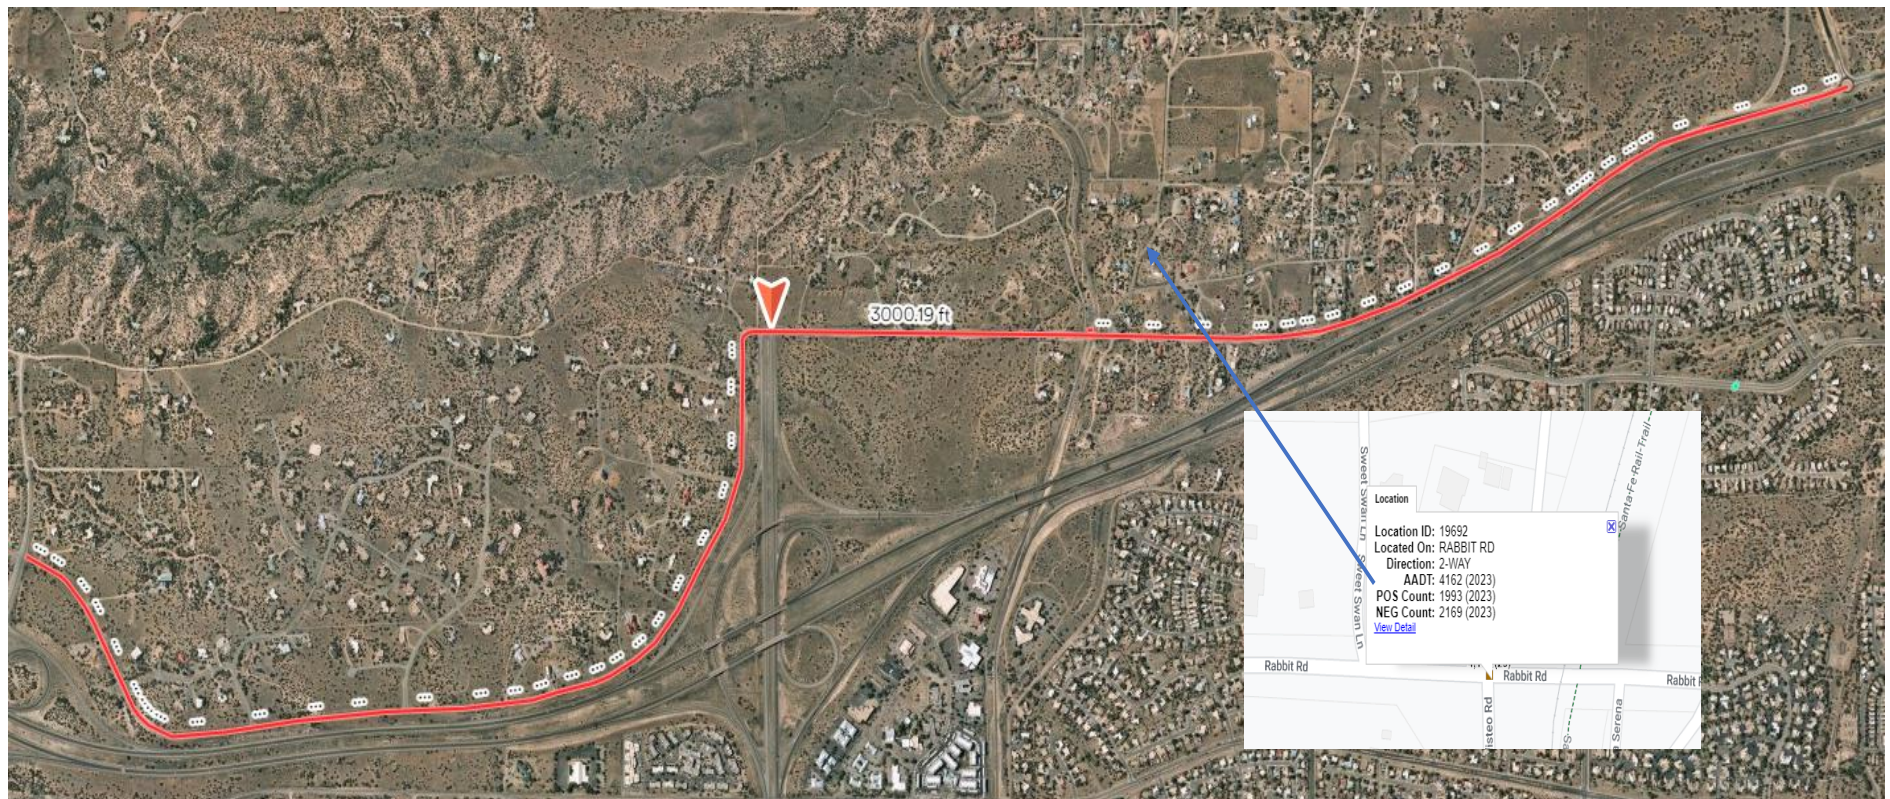 3000.19 ft
Sweet Swan Ln
Sweet Swan Ln
Santa-Fe-Rail-Trail-
Location
X
Location ID: 19692
Located On: RABBIT RD
Direction: 2-WAY
AADT: 4162 (2023)
POS Count: 1993 (2023)
NEG Count: 2169 (2023)
View Detail
Rabbit Rd
Rabbit Rd
Rabbit
isteo Rd
Serena